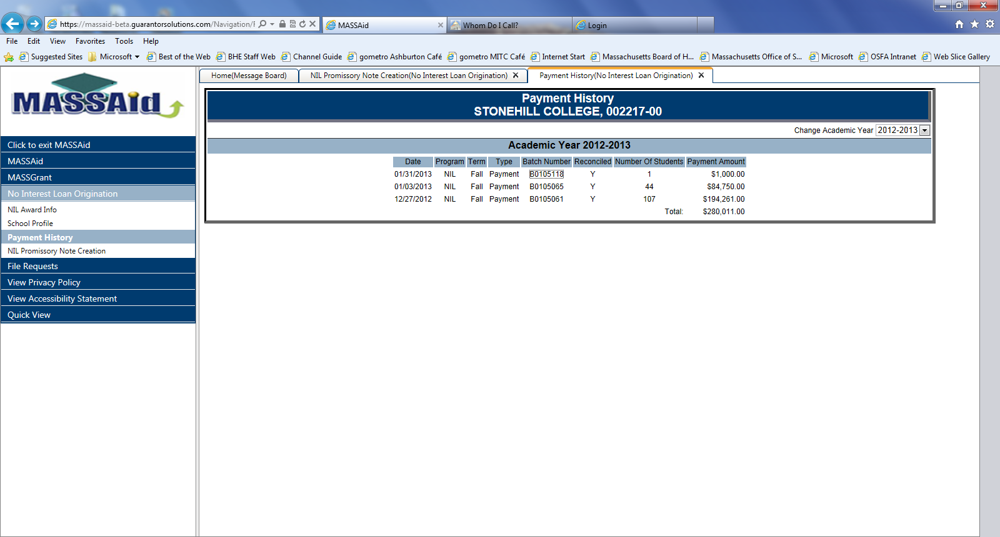 https://massaid-beta.guarantorsolutions.com/Navigation/
MASSAid
Whom Do I Call?
Login
File Edit View Favorites Tools Help
Suggested Sites Microsoft Best of the Web BHE Staff Web Channel Guide gometro Ashburton Café gometro MITC Café Internet Start Massachusetts Board of H... Massachusetts Office of S... Microsoft OSFA Intranet Web Slice Gallery
MASSAid
Click to exit MASSAid
MASSAid
MASSGrant
No Interest Loan Origination
NIL Award Info
School Profile
Payment History
NIL Promissory Note Creation
File Requests
View Privacy Policy
View Accessibility Statement
Quick View
Home(Message Board) NIL Promissory Note Creation(No Interest Loan Origination) Payment History(No Interest Loan Origination)
Payment History
STONEHILL COLLEGE, 002217-00
Change Academic Year 2012-2013
Academic Year 2012-2013
Date Program Term Type Batch Number Reconciled Number Of Students Payment Amount
01/31/2013 NIL Fall Payment B0105118 Y 1 $1,000.00
01/03/2013 NIL Fall Payment B0105065 Y 44 $84,750.00
12/27/2012 NIL Fall Payment B0105061 Y 107 $194,261.00
Total: $280,011.00